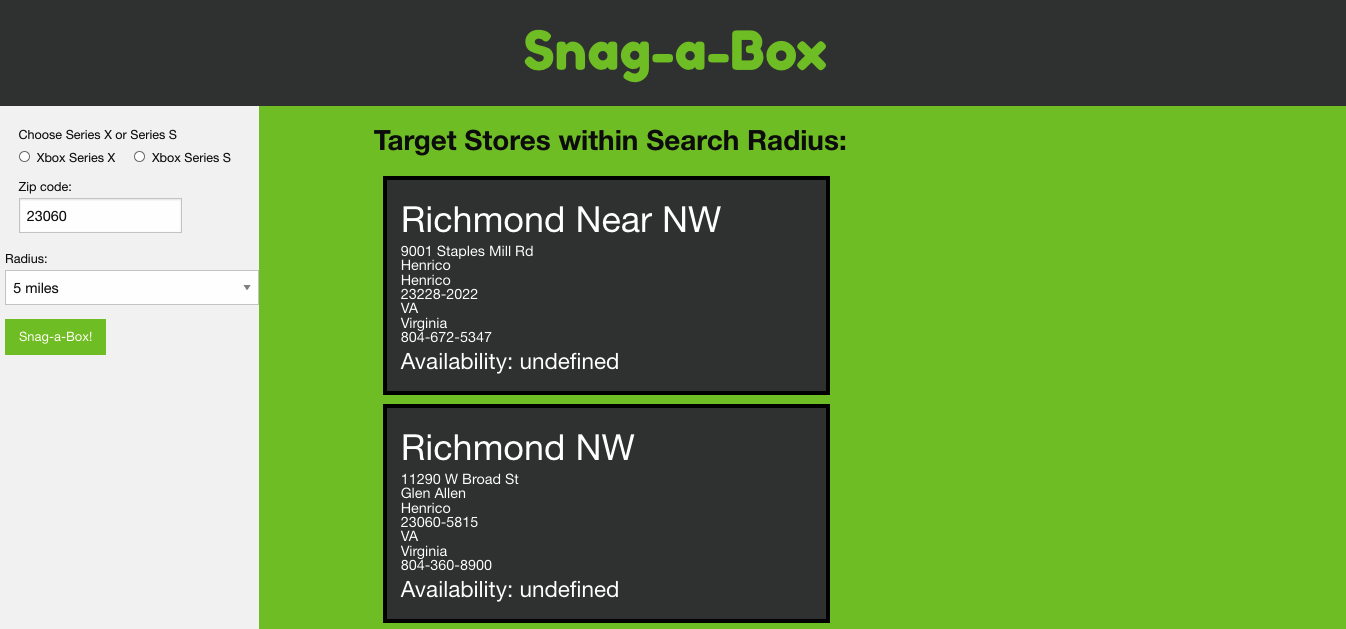 Snag-a-Box
Choose Series X or Series S
Xbox Series X Xbox Series S
Zip code:
23060
Radius:
5 miles
Snag-a-Box!
Target Stores within Search Radius:
Richmond Near NW
9001 Staples Mill Rd
Henrico
Henrico
23228-2022
VA
Virginia
804-672-5347
Availability: undefined
Richmond NW
11290 W Broad St
Glen Allen
Henrico
23060-5815
VA
Virginia
804-360-8900
Availability: undefined